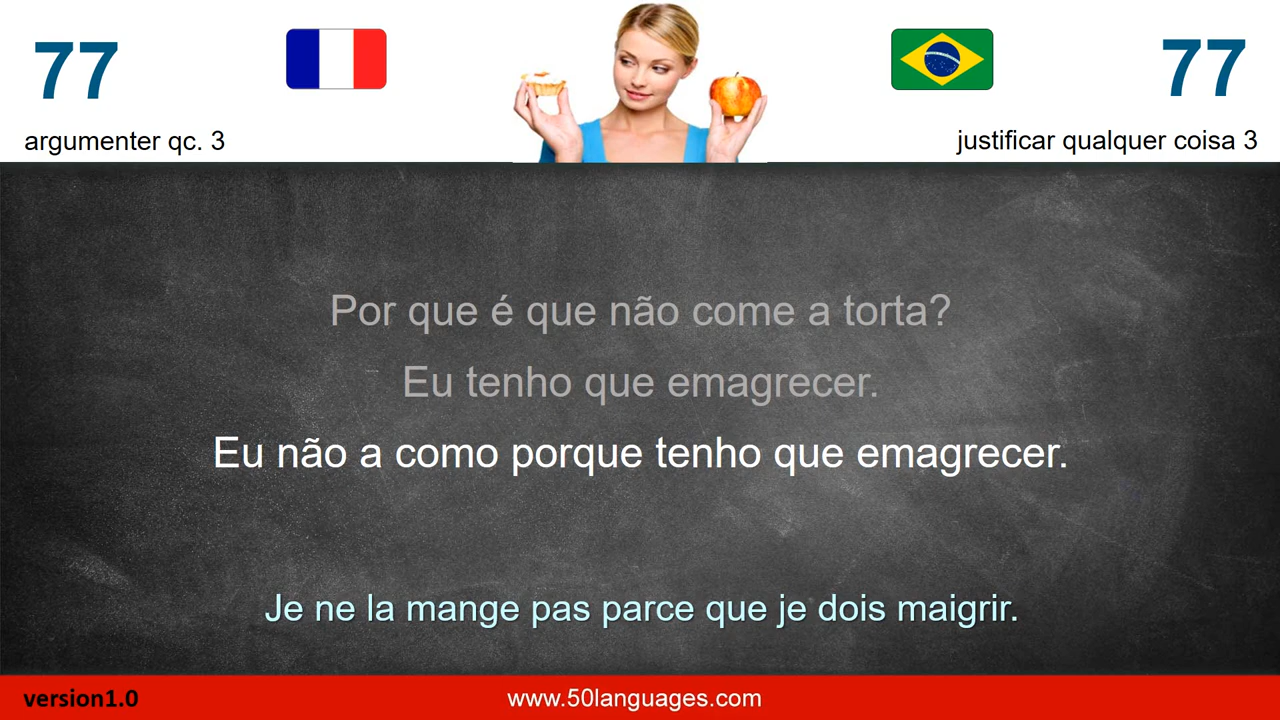 77
77
argumenter qc. 3
justificar qualquer coisa 3
Por que é que não come a torta?
Eu tenho que emagrecer.
Eu não a como porque tenho que emagrecer.
Je ne la mange pas parce que je dois maigrir.
version1.0
www.50languages.com